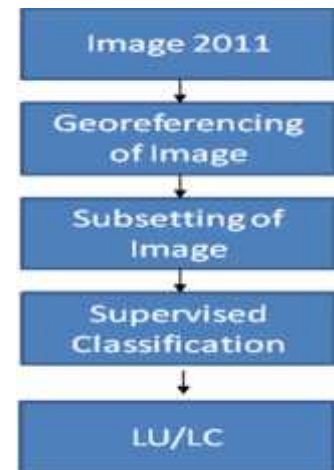 Image 2011
Georeferencing
of Image
Subsetting of
Image
Supervised
Classification
LU/LC